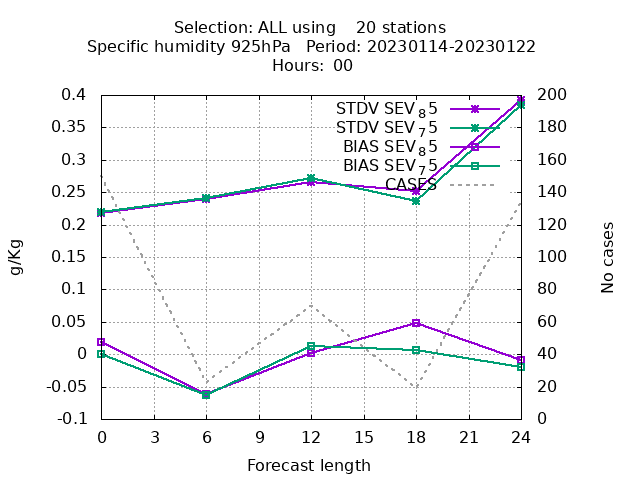 Selection: ALL using 20 stations
Specific humidity 925hPa Period: 20230114-20230122
Hours: 00
STDV SEV₈5
STDV SEV₇5
BIAS SEV₈5
BIAS SEV₇5
CASES
g/Kg
0.4
0.35
0.3
0.25
0.2
0.15
0.1
0.05
0
-0.05
-0.1
200
180
160
140
120
100
80
60
40
20
0
No cases
0 3 6 9 12 15 18 21 24
Forecast length